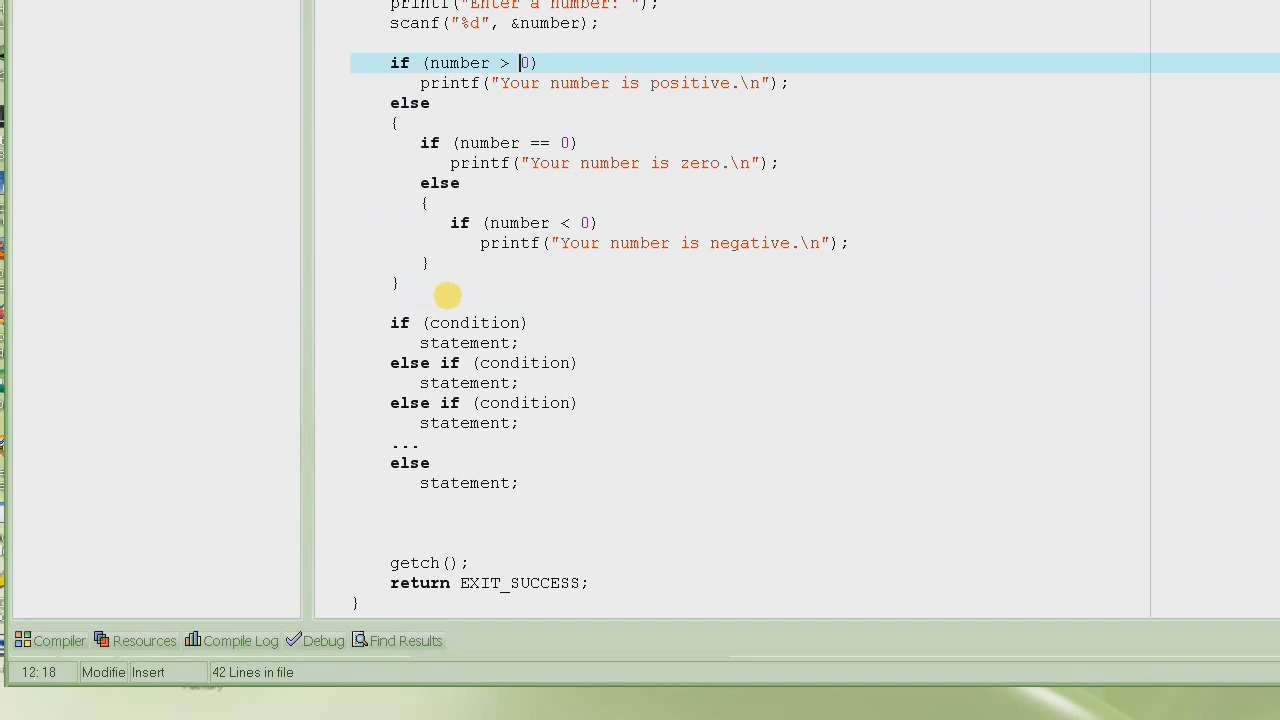 printf("Enter a number: ");
scanf("%d", &number);
if (number > 0)
printf("Your number is positive.\n");
else
{
if (number == 0)
printf("Your number is zero.\n");
else
{
if (number < 0)
printf("Your number is negative.\n");
}
}
if (condition)
statement;
else if (condition)
statement;
else if (condition)
statement;
...
else
statement;
getch();
return EXIT_SUCCESS;
}
Compiler Resources Compile Log Debug Find Results
12: 18 Modifie Insert 42 Lines in file